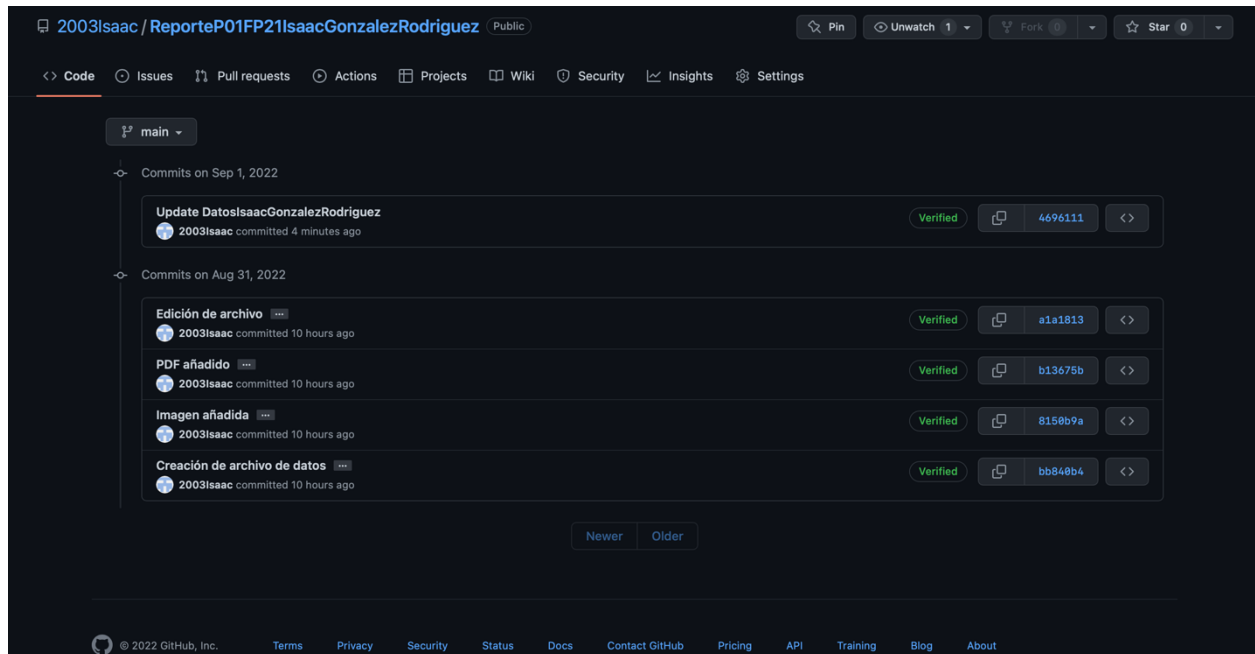 2003Isaac / ReporteP01FP21IsaacGonzalezRodriguez Public Pin Unwatch 1 Fork 0 Star 0
Code Issues Pull requests Actions Projects Wiki Security Insights Settings
main
Commits on Sep 1, 2022
Update DatosIsaacGonzalezRodriguez
2003Isaac committed 4 minutes ago
Verified 4696111
Commits on Aug 31, 2022
Edición de archivo ...
2003Isaac committed 10 hours ago
Verified a1a1813
PDF añadido ...
2003Isaac committed 10 hours ago
Verified b13675b
Imagen añadida ...
2003Isaac committed 10 hours ago
Verified 8150b9a
Creación de archivo de datos ...
2003Isaac committed 10 hours ago
Verified bb840b4
Newer Older
© 2022 GitHub, Inc. Terms Privacy Security Status Docs Contact GitHub Pricing API Training Blog About